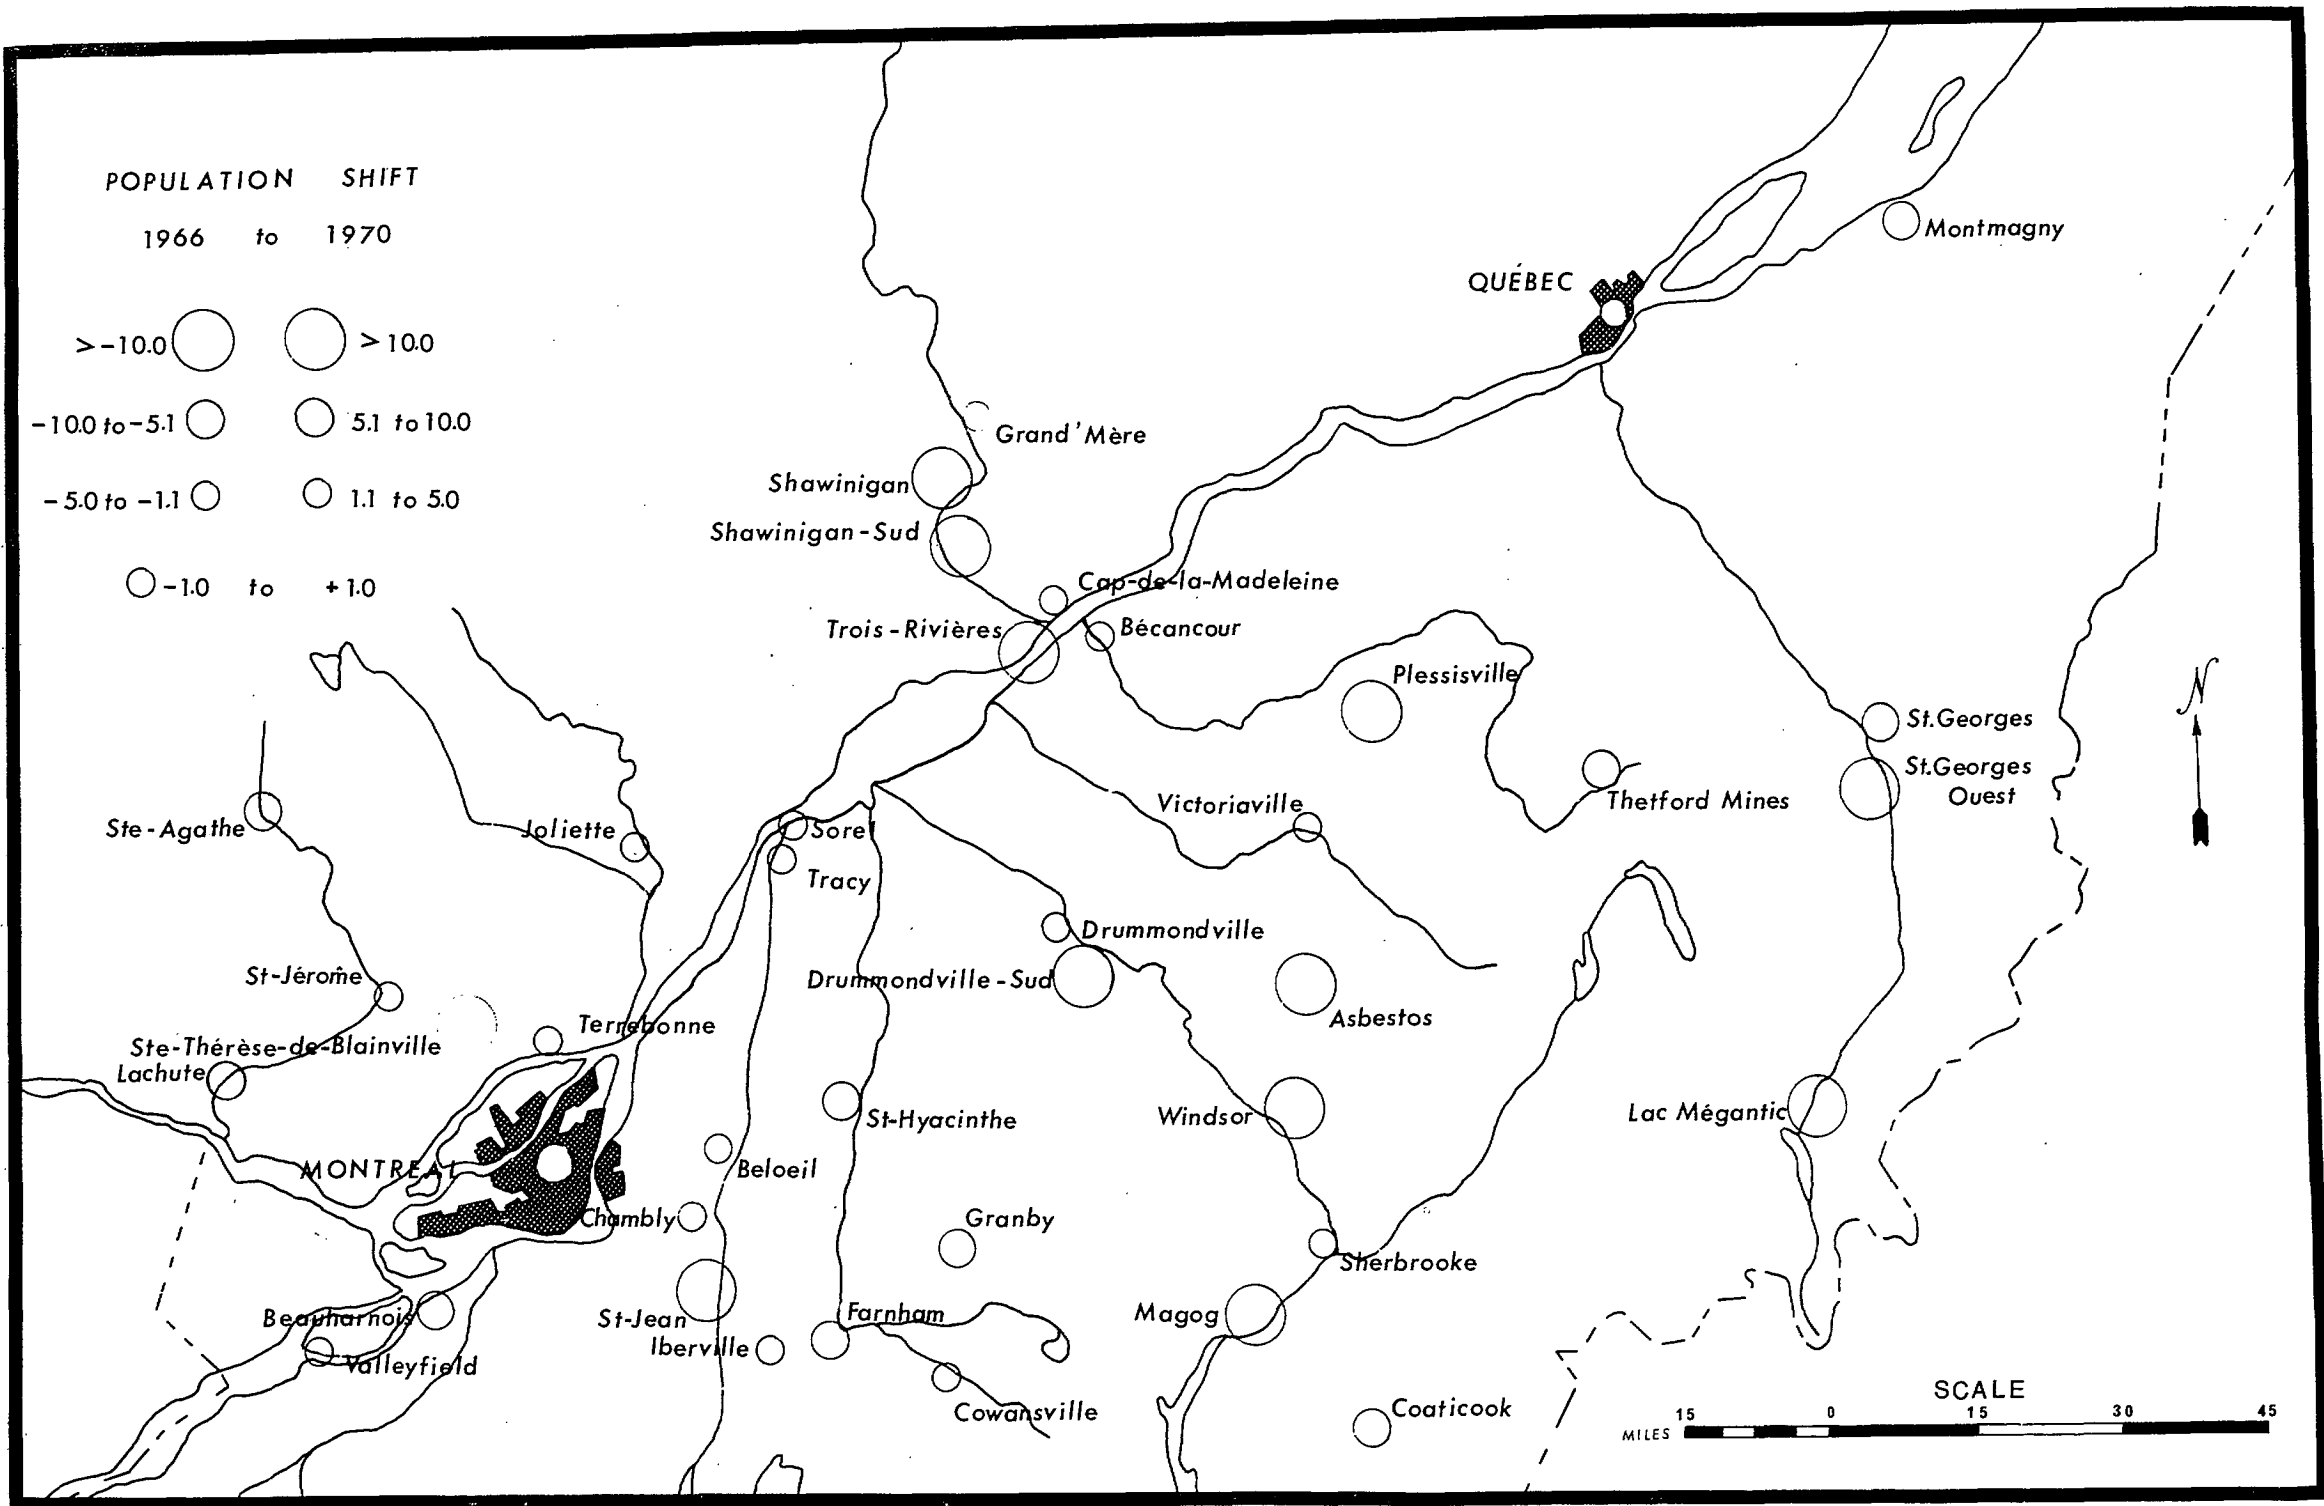 POPULATION SHIFT
1966 to 1970
>-10.0 >10.0
-10.0 to -5.1 5.1 to 10.0
-5.0 to -1.1 1.1 to 5.0
-1.0 to +1.0
Montmagny
QUÉBEC
Grand'Mère
Shawinigan
Shawinigan-Sud
Cap-de-la-Madeleine
Trois-Rivières
Bécancour
Plessisville
N
St.Georges
St.Georges
Ouest
Thetford Mines
Victoriaville
Ste-Agathe
Joliette
Sorel
Tracy
Drummondville
Drummondville-Sud
Asbestos
St-Jérome
Terrebonne
Ste-Thérèse-de-Blainville
Lachute
St-Hyacinthe
Windsor
Lac Mégantic
MONTREAL
Beloeil
Chambly
Granby
Sherbrooke
Magog
Beauharnois
St-Jean
Farnham
Iberville
Valleyfield
Cowansville
Coaticook
SCALE
15 0 15 30 45
MILES